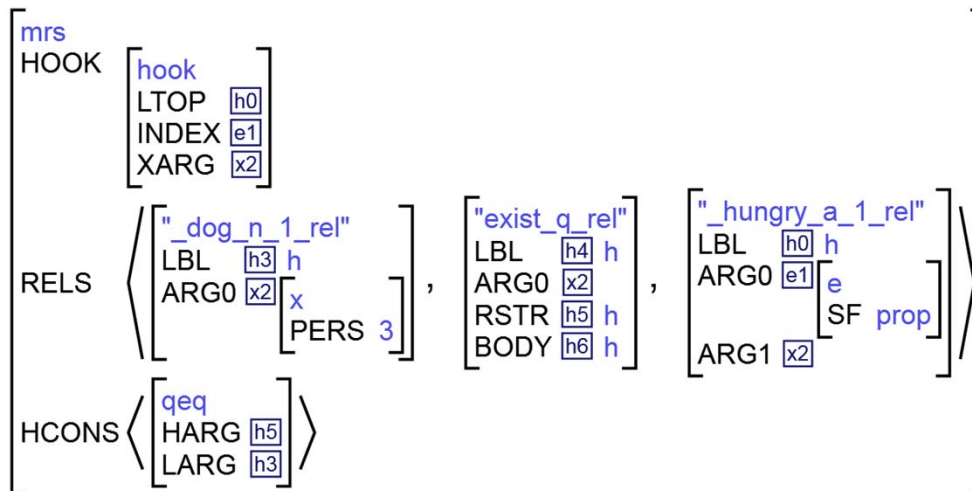 mrs
HOOK
hook
LTOP h0
INDEX e1
XARG x2
RELS
"_dog_n_1_rel"
LBL h3 h
ARG0 x2
x
PERS 3
,
"exist_q_rel"
LBL h4 h
ARG0 x2
RSTR h5 h
BODY h6 h
,
"_hungry_a_1_rel"
LBL h0 h
ARG0 e1
e
SF prop
ARG1 x2
HCONS
qeq
HARG h5
LARG h3